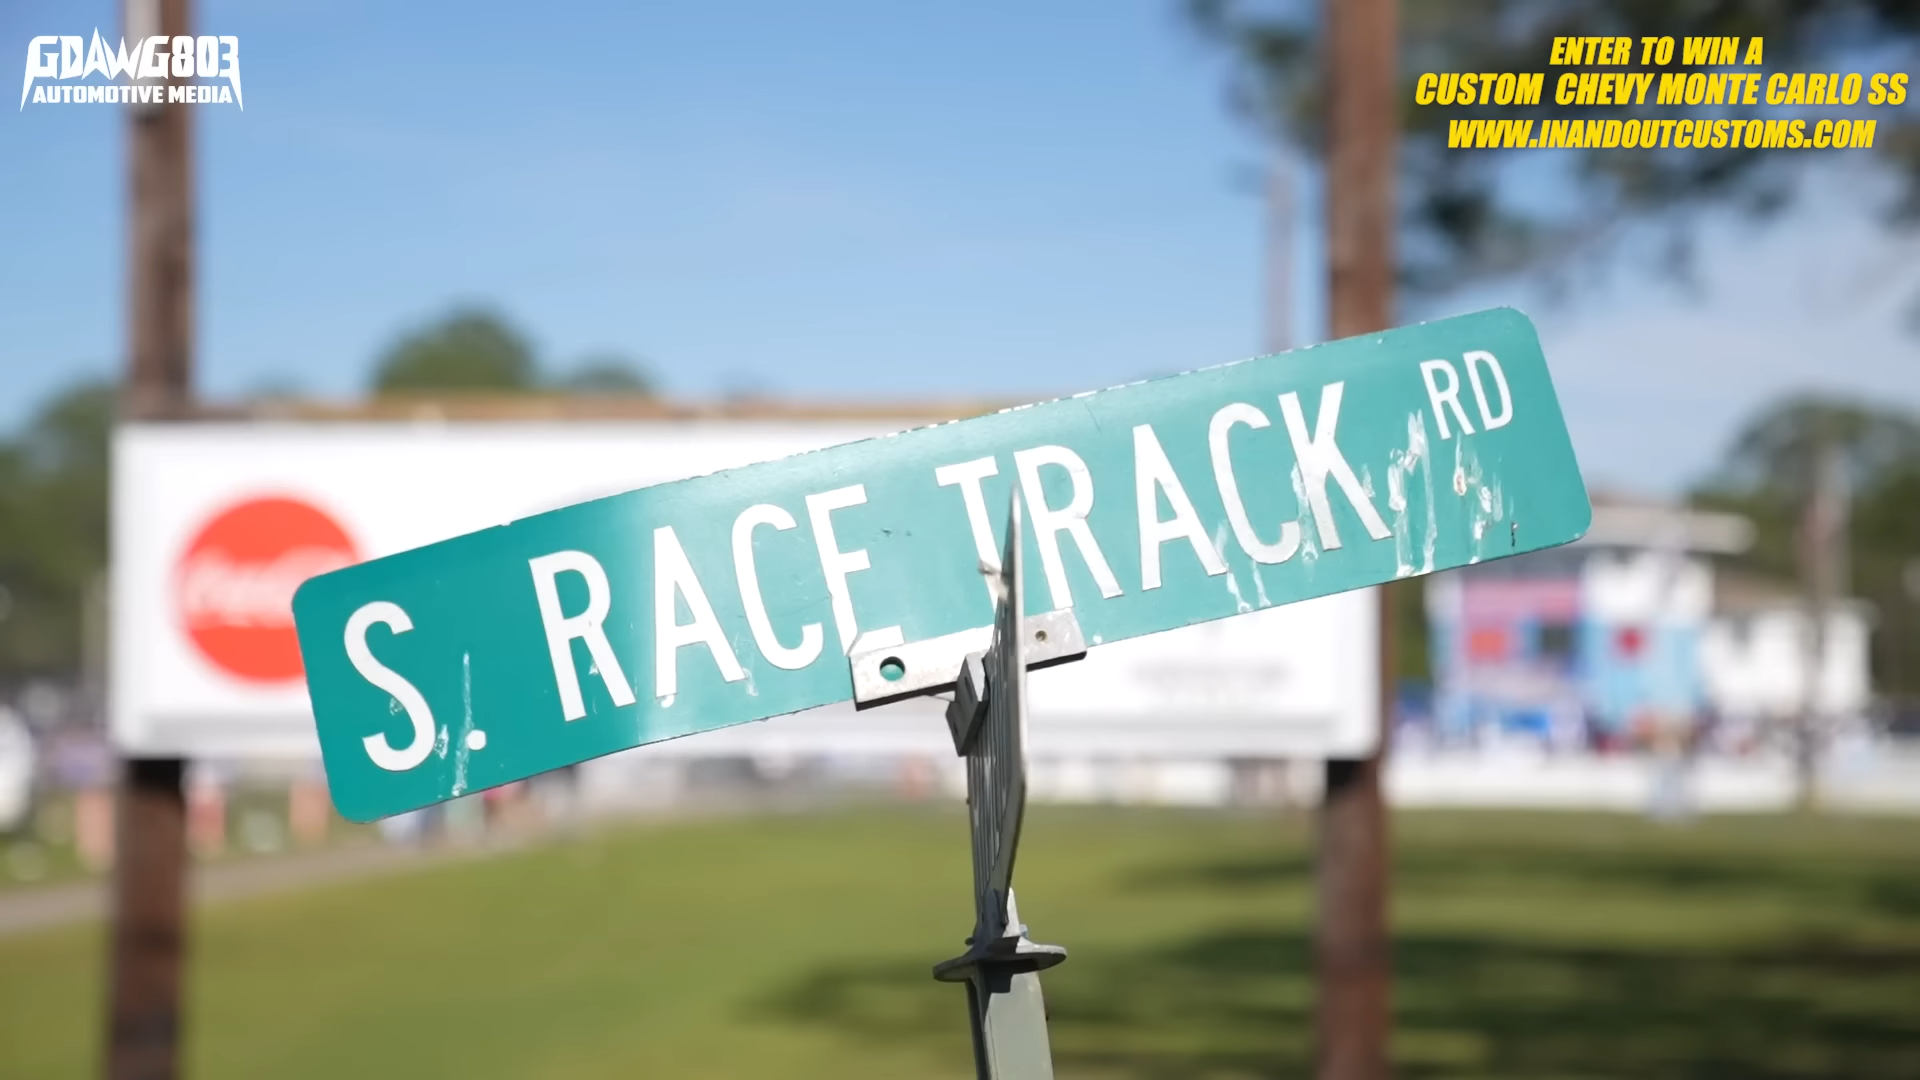 GDAWG803
AUTOMOTIVE MEDIA
ENTER TO WIN A
CUSTOM CHEVY MONTE CARLO SS
WWW.INANDOUTCUSTOMS.COM
S. RACE TRACK RD